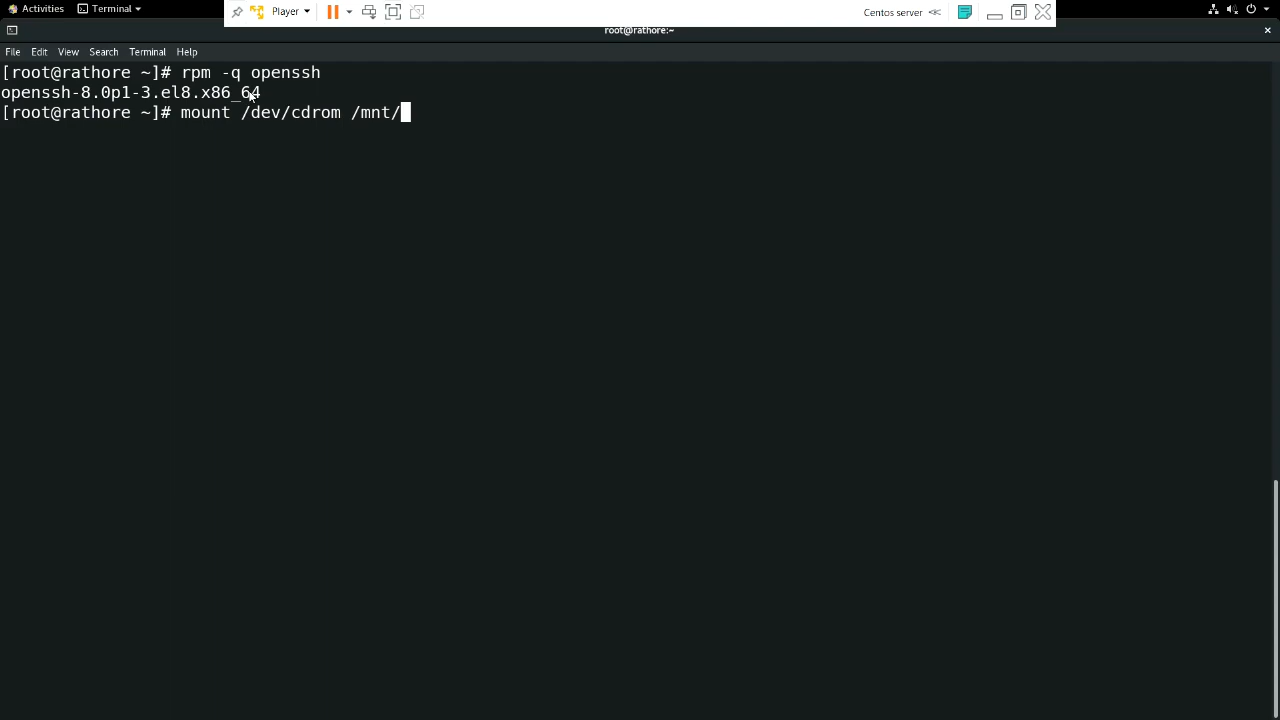 Activities Terminal
Player
Centos server
root@rathore:~
File Edit View Search Terminal Help
[root@rathore ~]# rpm -q openssh
openssh-8.0p1-3.el8.x86_64
[root@rathore ~]# mount /dev/cdrom /mnt/